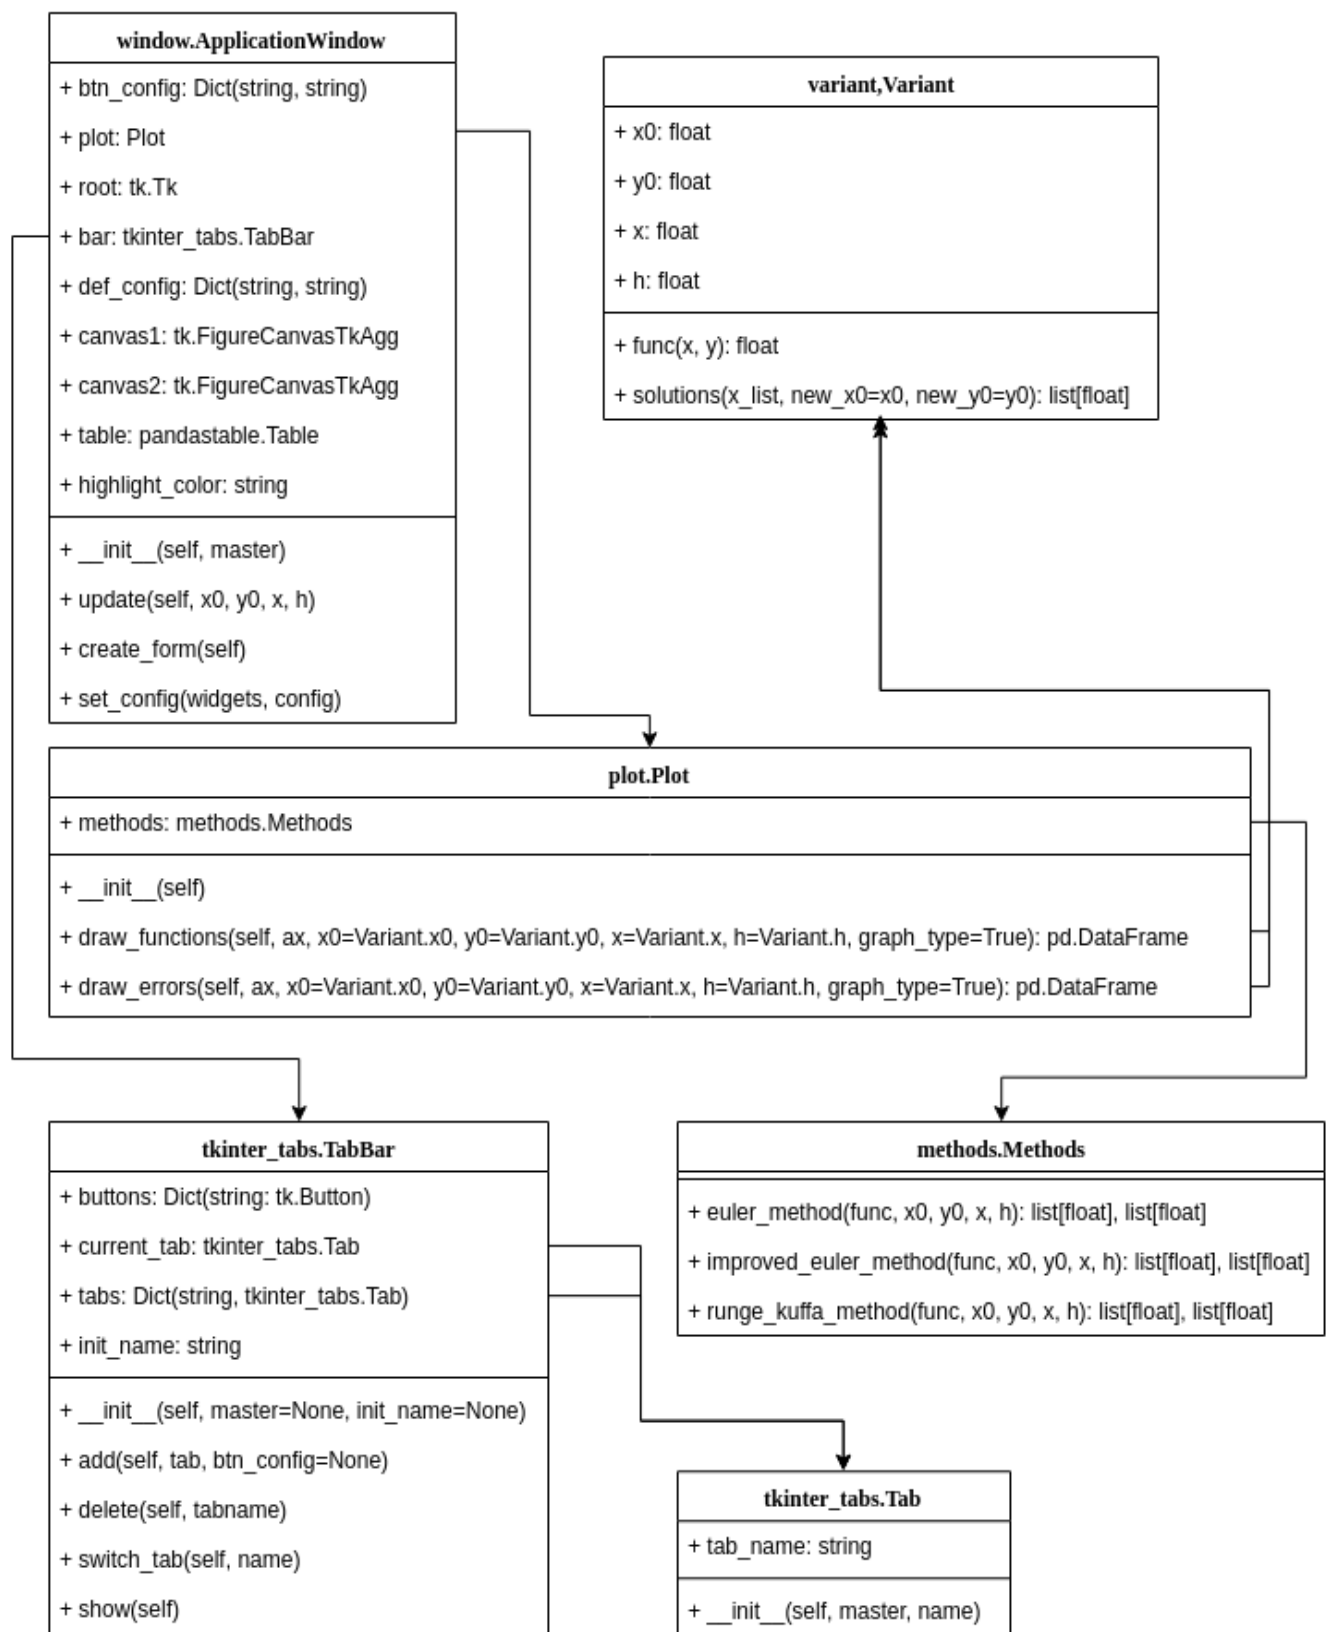 window.ApplicationWindow
+ btn_config: Dict(string, string)
+ plot: Plot
+ root: tk.Tk
+ bar: tkinter_tabs.TabBar
+ def_config: Dict(string, string)
+ canvas1: tk.FigureCanvasTkAgg
+ canvas2: tk.FigureCanvasTkAgg
+ table: pandastable.Table
+ highlight_color: string
+ __init__(self, master)
+ update(self, x0, y0, x, h)
+ create_form(self)
+ set_config(widgets, config)
variant,Variant
+ x0: float
+ y0: float
+ x: float
+ h: float
+ func(x, y): float
+ solutions(x_list, new_x0=x0, new_y0=y0): list[float]
plot.Plot
+ methods: methods.Methods
+ __init__(self)
+ draw_functions(self, ax, x0=Variant.x0, y0=Variant.y0, x=Variant.x, h=Variant.h, graph_type=True): pd.DataFrame
+ draw_errors(self, ax, x0=Variant.x0, y0=Variant.y0, x=Variant.x, h=Variant.h, graph_type=True): pd.DataFrame
tkinter_tabs.TabBar
+ buttons: Dict(string: tk.Button)
+ current_tab: tkinter_tabs.Tab
+ tabs: Dict(string, tkinter_tabs.Tab)
+ init_name: string
+ __init__(self, master=None, init_name=None)
+ add(self, tab, btn_config=None)
+ delete(self, tabname)
+ switch_tab(self, name)
+ show(self)
methods.Methods
+ euler_method(func, x0, y0, x, h): list[float], list[float]
+ improved_euler_method(func, x0, y0, x, h): list[float], list[float]
+ runge_kuffa_method(func, x0, y0, x, h): list[float], list[float]
tkinter_tabs.Tab
+ tab_name: string
+ __init__(self, master, name)